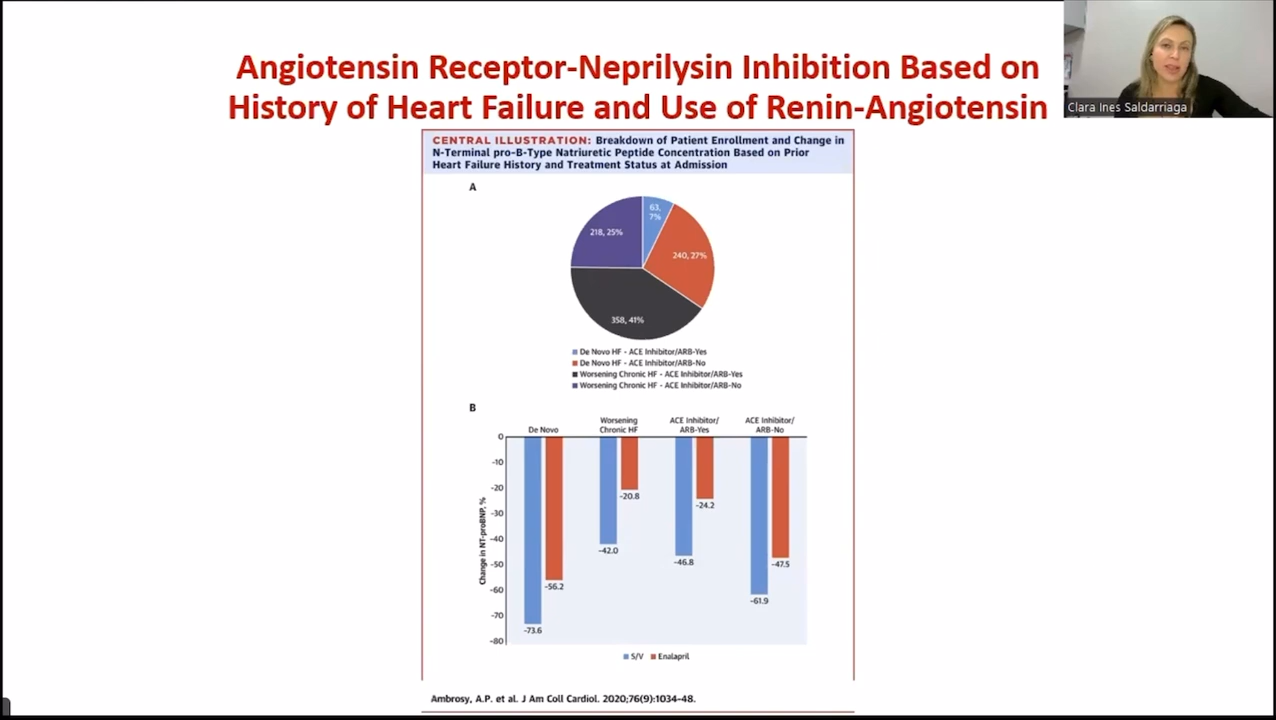 Angiotensin Receptor-Neprilysin Inhibition Based on
History of Heart Failure and Use of Renin-Angiotensin
Clara Ines Saldarriaga
CENTRAL ILLUSTRATION: Breakdown of Patient Enrollment and Change in
N-Terminal pro-B-Type Natriuretic Peptide Concentration Based on Prior
Heart Failure History and Treatment Status at Admission
A
63,
7%
218, 25%
240, 27%
358, 41%
De Novo HF - ACE Inhibitor/ARB-Yes
De Novo HF - ACE Inhibitor/ARB-No
Worsening Chronic HF - ACE Inhibitor/ARB-Yes
Worsening Chronic HF - ACE Inhibitor/ARB-No
B
De Novo
Worsening
Chronic HF
ACE Inhibitor/
ARB-Yes
ACE Inhibitor/
ARB-No
Change in NT-proBNP, %
0
-10
-20
-30
-40
-50
-60
-70
-80
-73.6
-56.2
-42.0
-20.8
-46.8
-24.2
-61.9
-47.5
S/V
Enalapril
Ambrosy, A.P. et al. J Am Coll Cardiol. 2020;76(9):1034-48.